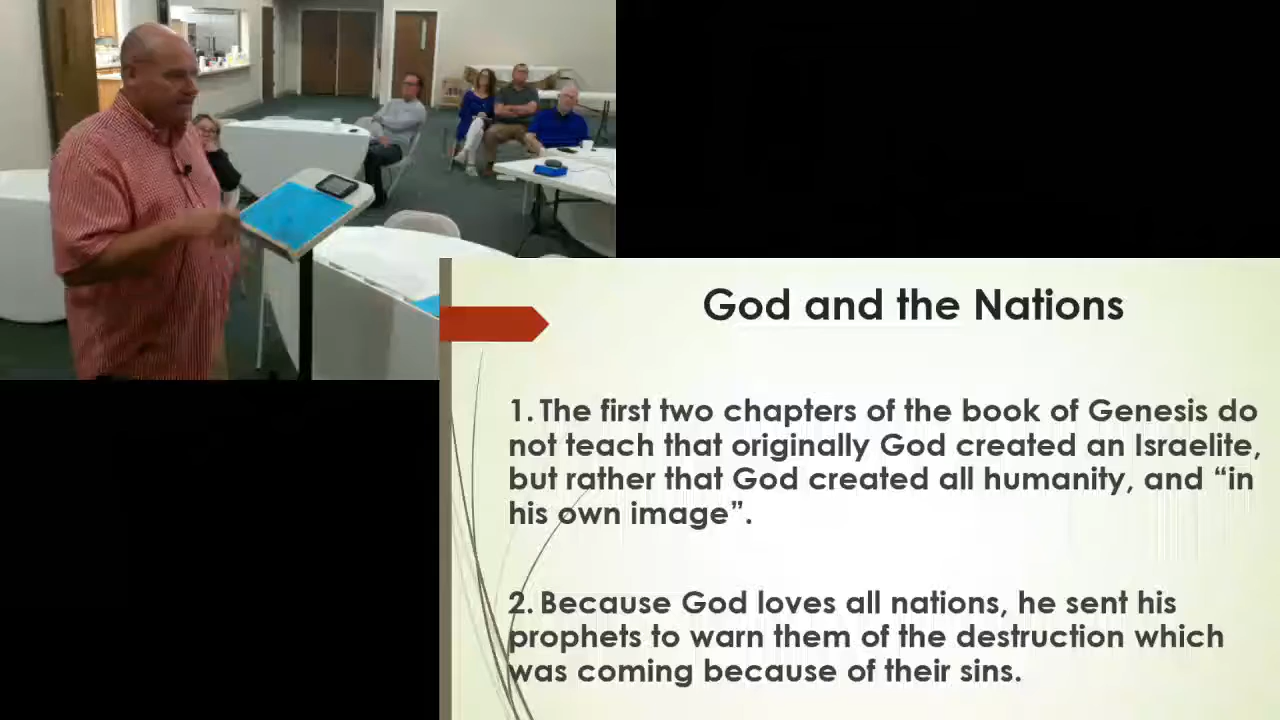 God and the Nations
1. The first two chapters of the book of Genesis do
not teach that originally God created an Israelite,
but rather that God created all humanity, and “in
his own image”.
2. Because God loves all nations, he sent his
prophets to warn them of the destruction which
was coming because of their sins.